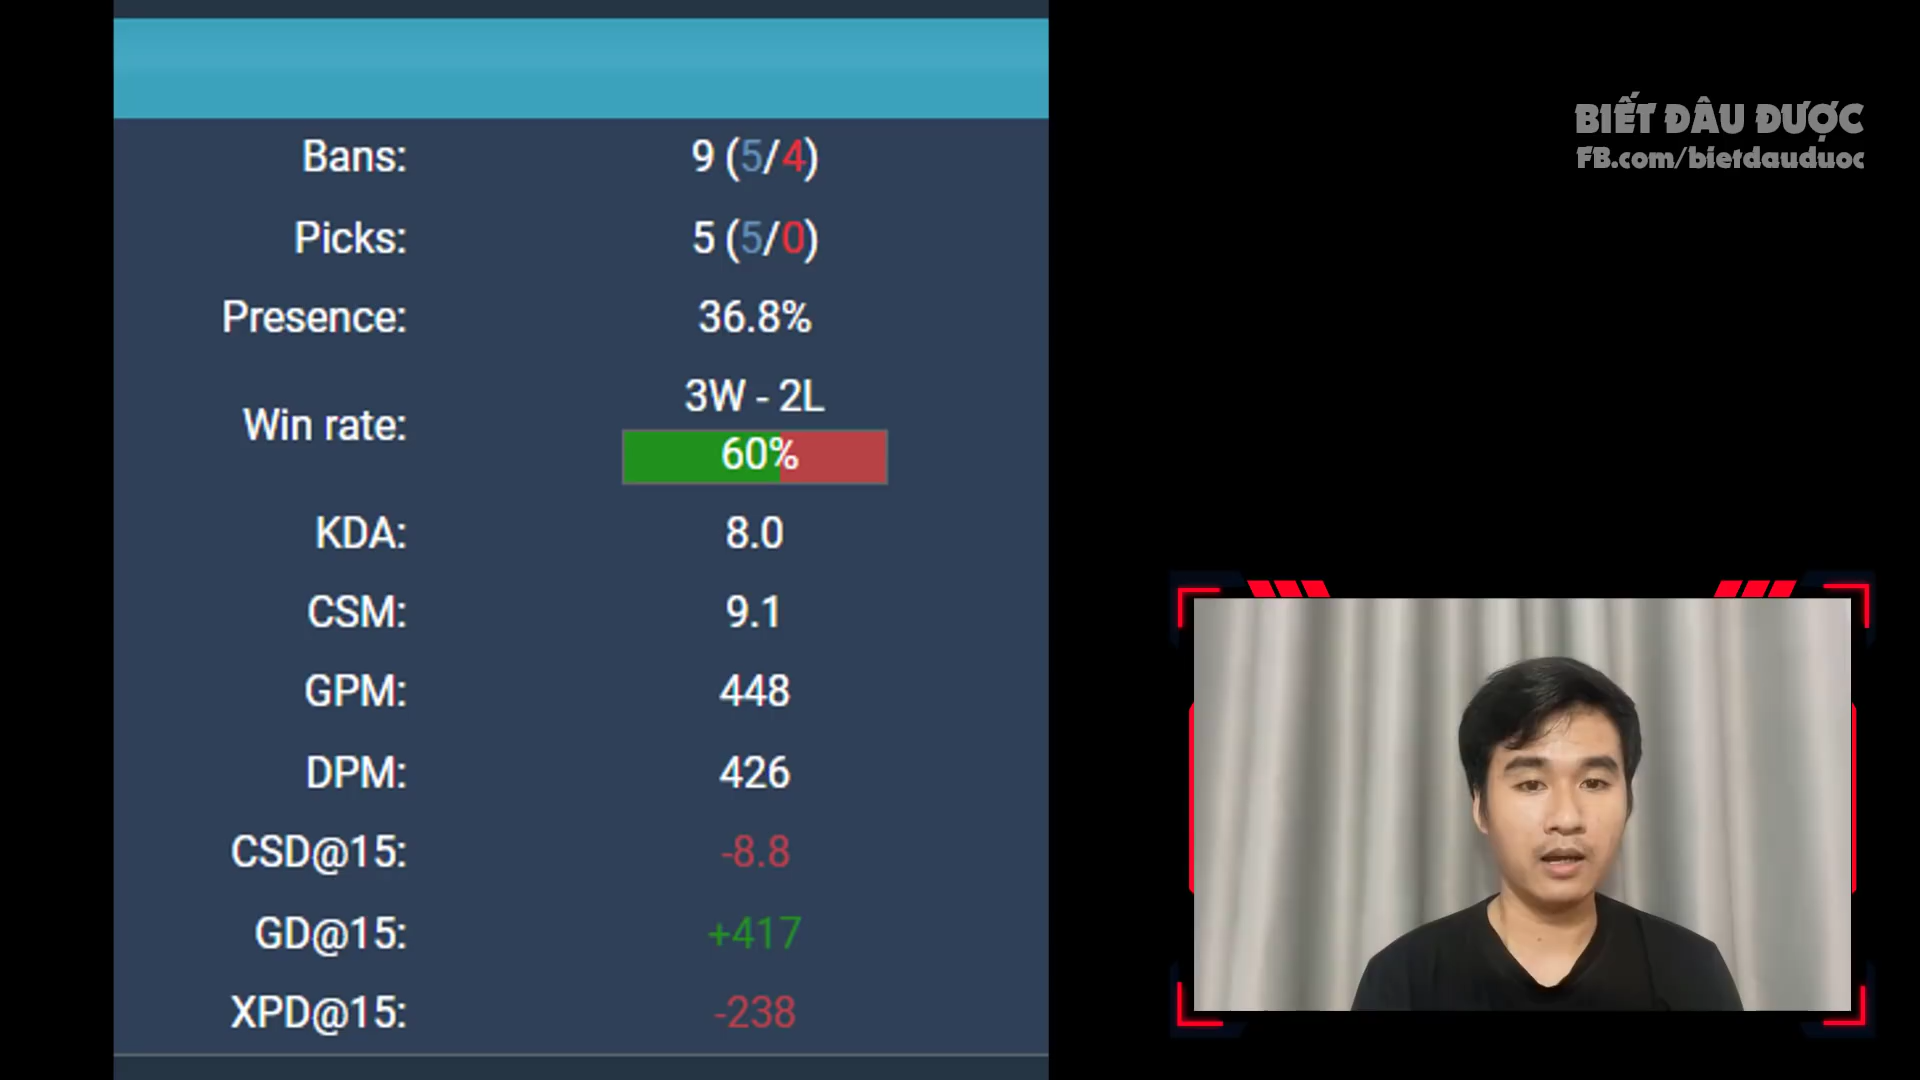 Bans: 9 (5/4)
Picks: 5 (5/0)
Presence: 36.8%
Win rate: 3W - 2L
60%
KDA: 8.0
CSM: 9.1
GPM: 448
DPM: 426
CSD@15: -8.8
GD@15: +417
XPD@15: -238
BIẾT ĐÂU ĐƯỢC
FB.com/bietdauduoc